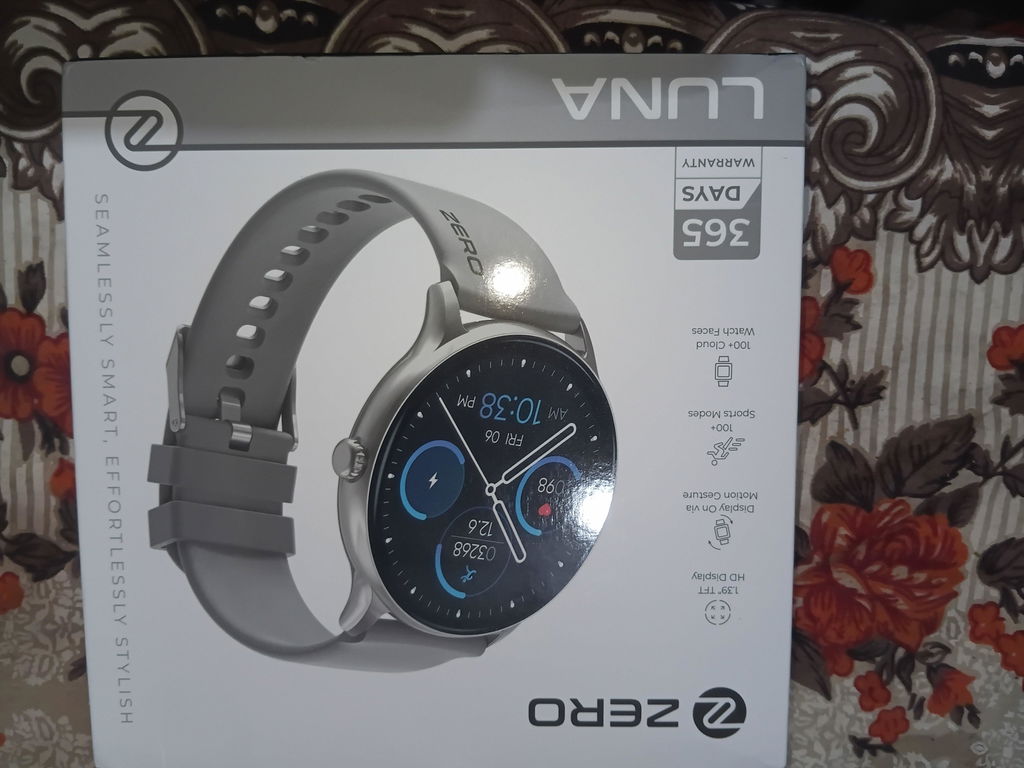 ZERO
1.39" TFT
HD Display
Display On via
Motion Gesture
100+
Sports Modes
100+ Cloud
Watch Faces
365
DAYS
WARRANTY
LUNA
SEAMLESSLY SMART, EFFORTLESSLY STYLISH
ZERO
03268
12.6
098
FRI 06
AM 10:38 PM